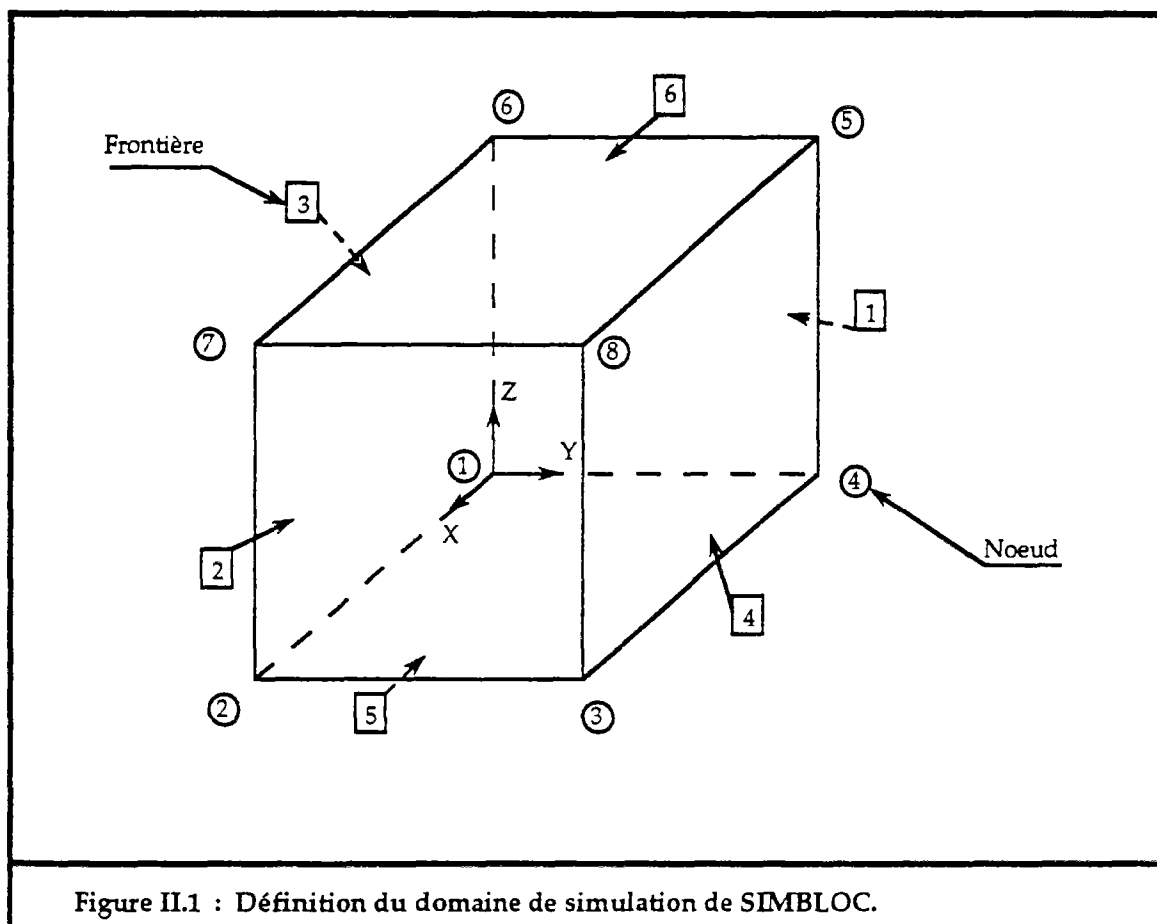 6
6
5
Frontière
3
1
7
8
Z
1
Y
4
X
Noeud
2
4
2
5
3
Figure II.1 : Définition du domaine de simulation de SIMBLOC.